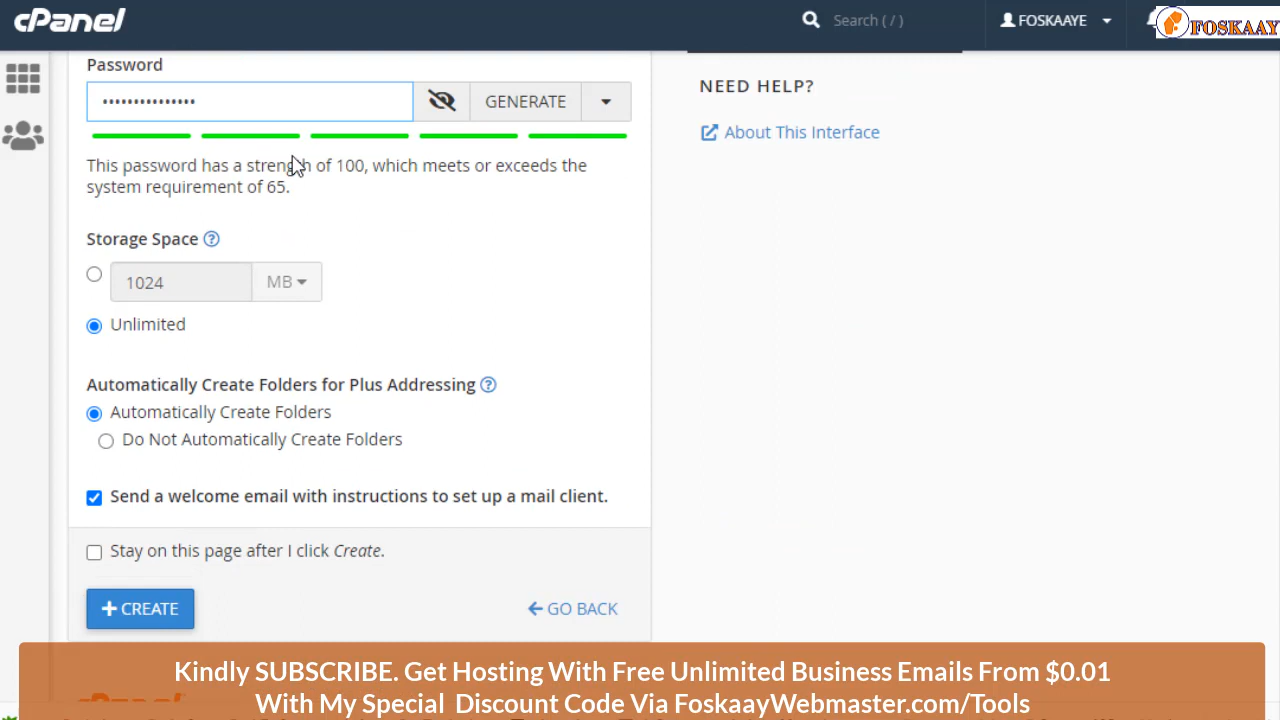 cPanel
Search ( / )
FOSKAAYE
FOSKAAY
Password
•••••••••••••••
GENERATE
This password has a strength of 100, which meets or exceeds the
system requirement of 65.
Storage Space
1024 MB
Unlimited
Automatically Create Folders for Plus Addressing
Automatically Create Folders
Do Not Automatically Create Folders
Send a welcome email with instructions to set up a mail client.
Stay on this page after I click Create.
+ CREATE
GO BACK
NEED HELP?
About This Interface
Kindly SUBSCRIBE. Get Hosting With Free Unlimited Business Emails From $0.01
With My Special Discount Code Via FoskaayWebmaster.com/Tools